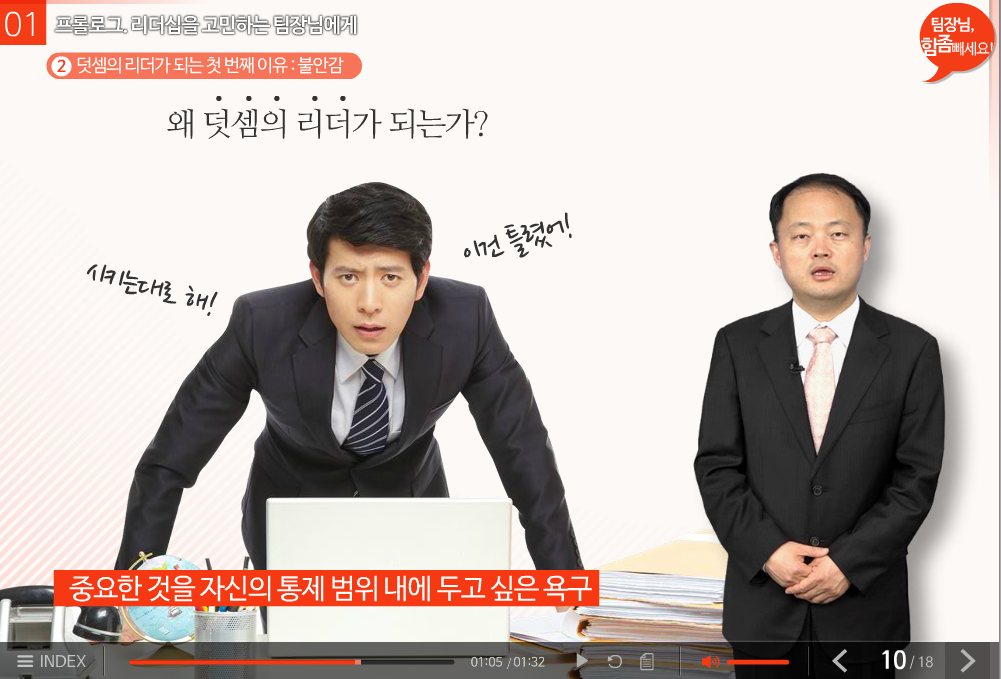 01 프롤로그. 리더십을 고민하는 팀장님에게
팀장님,
힘 좀 빼세요!
2 덧셈의 리더가 되는 첫 번째 이유 : 불안감
왜 덧셈의 리더가 되는가?
이건 틀렸어!
시키는대로 해!
중요한 것을 자신의 통제 범위 내에 두고 싶은 욕구
INDEX
01:05 / 01:32
10 / 18